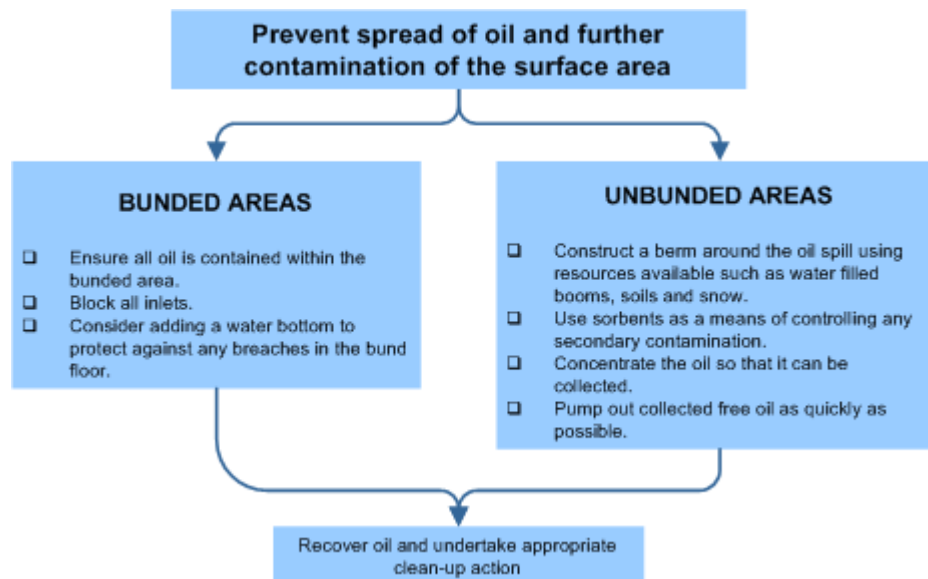 Prevent spread of oil and further
contamination of the surface area
BUNDED AREAS
❑ Ensure all oil is contained within the
bunded area.
❑ Block all inlets.
❑ Consider adding a water bottom to
protect against any breaches in the bund
floor.
UNBUNDED AREAS
❑ Construct a berm around the oil spill using
resources available such as water filled
booms, soils and snow.
❑ Use sorbents as a means of controlling any
secondary contamination.
❑ Concentrate the oil so that it can be
collected.
❑ Pump out collected free oil as quickly as
possible.
Recover oil and undertake appropriate
clean-up action